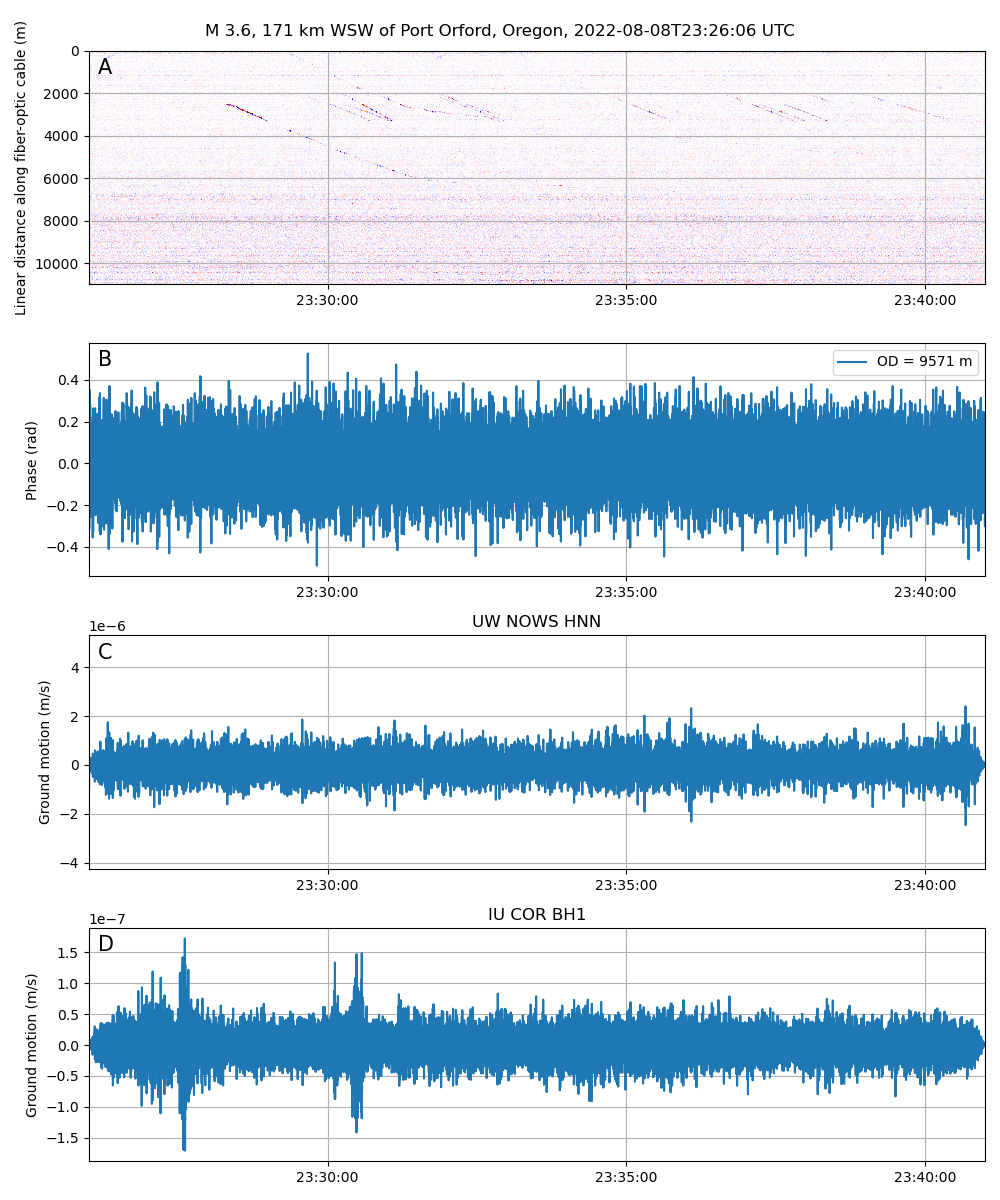 M 3.6, 171 km WSW of Port Orford, Oregon, 2022-08-08T23:26:06 UTC
A
Linear distance along fiber-optic cable (m)
0
2000
4000
6000
8000
10000
23:30:00 23:35:00 23:40:00
B
OD = 9571 m
Phase (rad)
0.4
0.2
0.0
−0.2
−0.4
23:30:00 23:35:00 23:40:00
UW NOWS HNN
1e−6
C
Ground motion (m/s)
4
2
0
−2
−4
23:30:00 23:35:00 23:40:00
IU COR BH1
1e−7
D
Ground motion (m/s)
1.5
1.0
0.5
0.0
−0.5
−1.0
−1.5
23:30:00 23:35:00 23:40:00